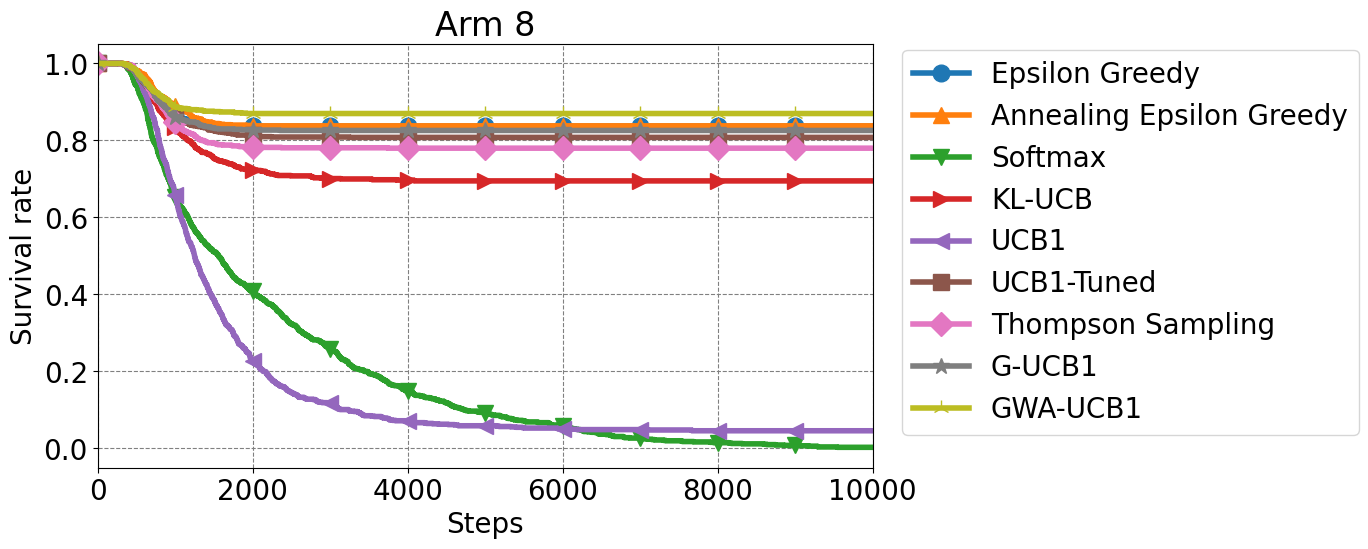 Arm 8
Survival rate
1.0
0.8
0.6
0.4
0.2
0.0
0
2000
4000
6000
8000
10000
Steps
Epsilon Greedy
Annealing Epsilon Greedy
Softmax
KL-UCB
UCB1
UCB1-Tuned
Thompson Sampling
G-UCB1
GWA-UCB1